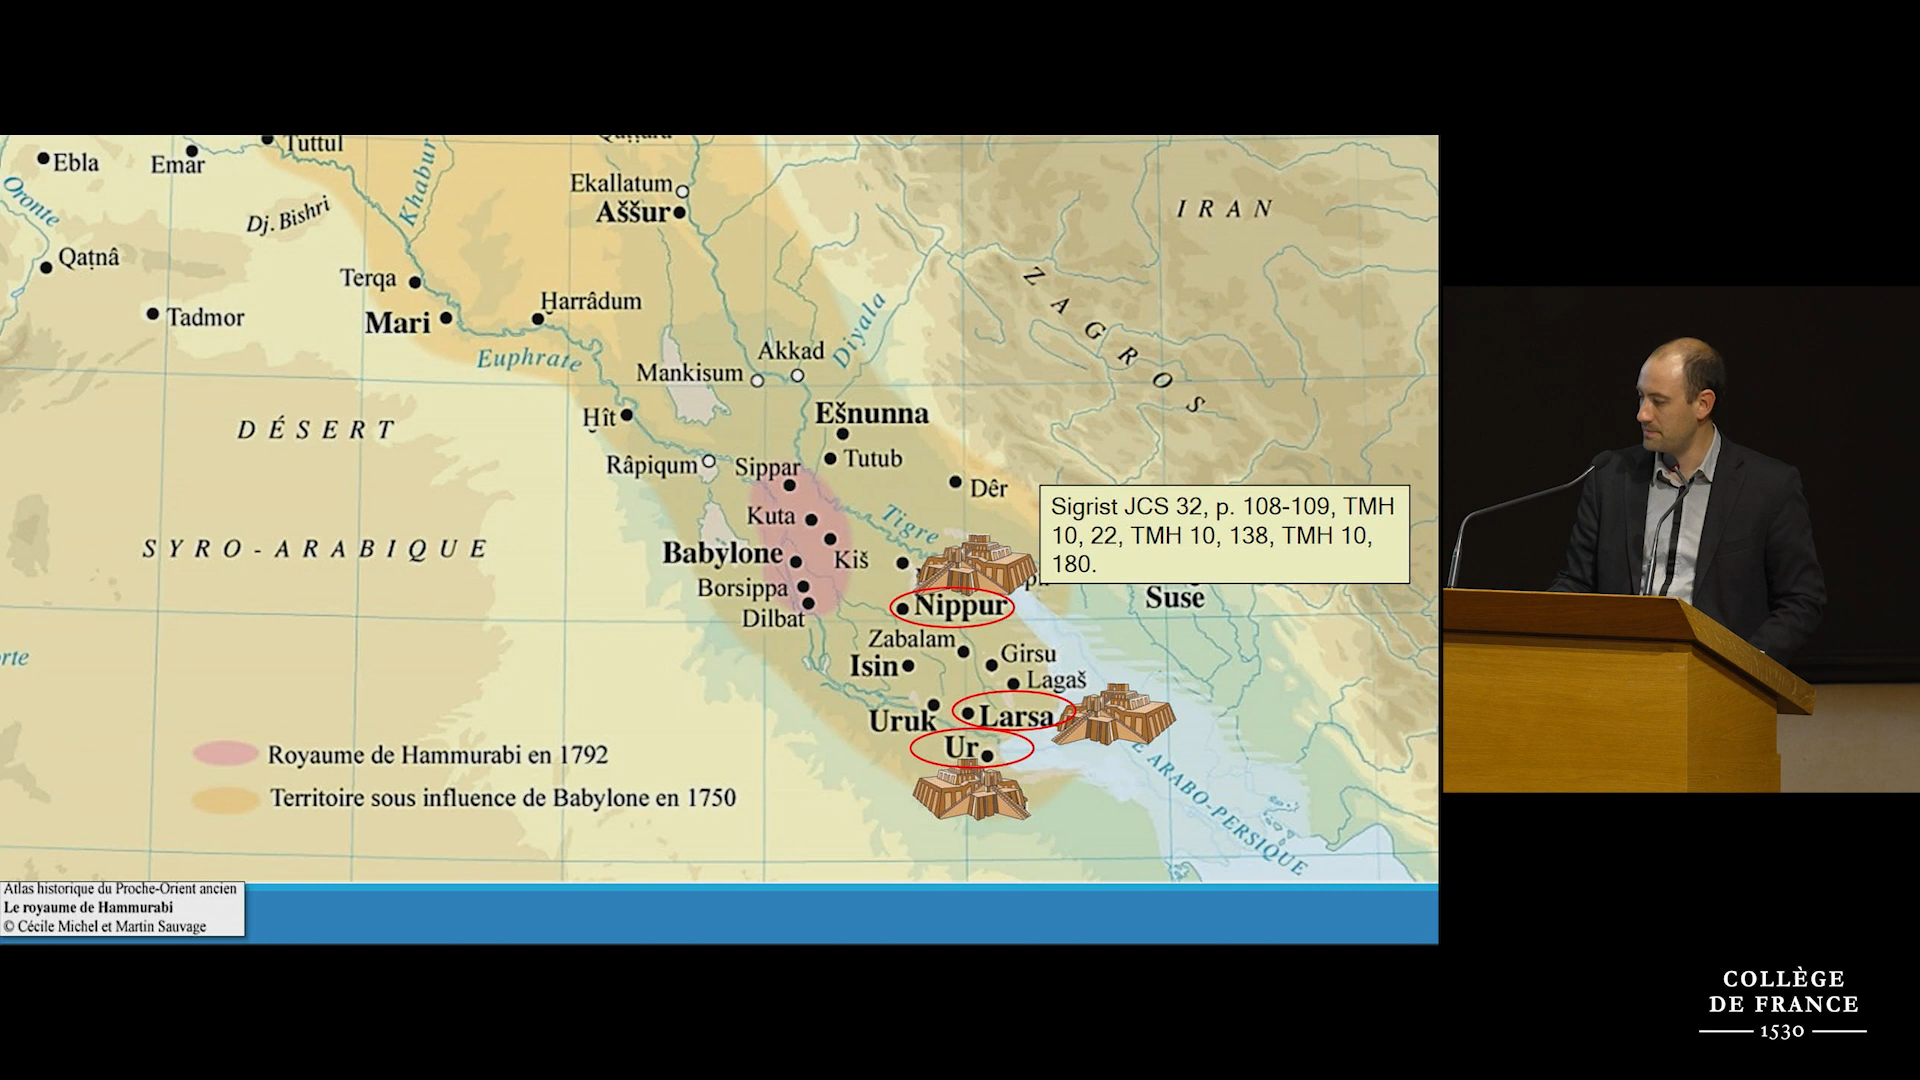 Tuttul
Ebla
Emar
Khabur
Ekallatum
Aššur
IRAN
Oronte
Dj. Bishri
Qaṭnâ
Terqa
Ḫarrâdum
ZAGROS
Tadmor
Mari
Euphrate
Diyala
Akkad
Mankisum
Ešnunna
Ḫît
DÉSERT
Râpiqum
Sippar
Tutub
Dêr
Sigrist JCS 32, p. 108-109, TMH
10, 22, TMH 10, 138, TMH 10,
180.
Kuta
Tigre
SYRO-ARABIQUE
Babylone
Kiš
Borsippa
Nippur
Suse
Dilbat
Zabalam
Girsu
Isin
Lagaš
Uruk
Larsa
Ur
ARABO-PERSIQUE
Royaume de Hammurabi en 1792
Territoire sous influence de Babylone en 1750
Atlas historique du Proche-Orient ancien
Le royaume de Hammurabi
© Cécile Michel et Martin Sauvage
COLLÈGE
DE FRANCE
1530